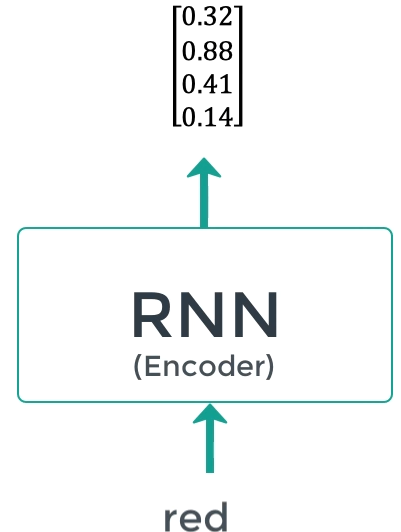 [0.32]
0.88
0.41
[0.14]
RNN
(Encoder)
red